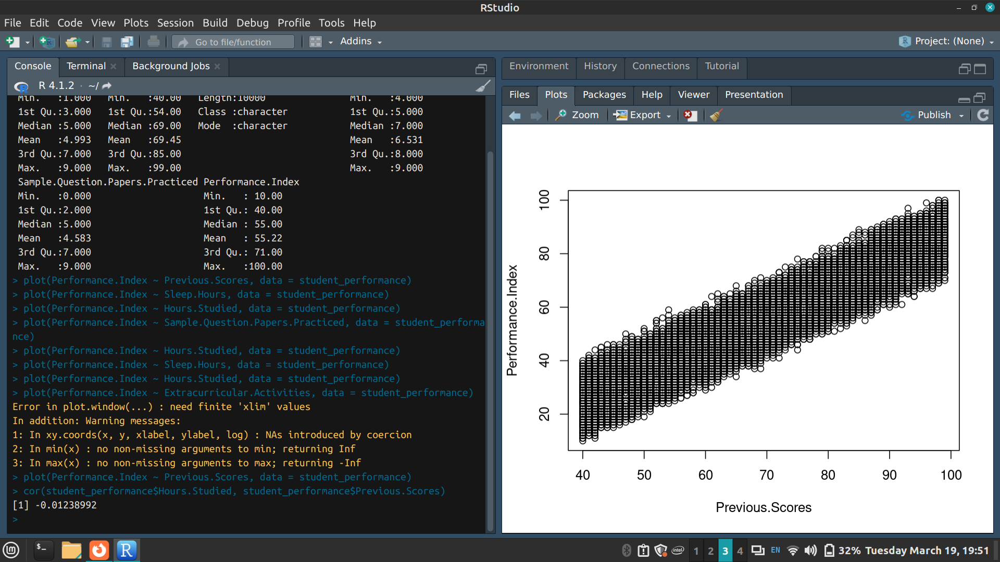 RStudio
File Edit Code View Plots Session Build Debug Profile Tools Help
Go to file/function Addins Project: (None)
Console Terminal Background Jobs
R 4.1.2 · ~/
Min. :1.000 Min. :40.00 Length:10000 Min. :4.000
1st Qu.:3.000 1st Qu.:54.00 Class :character 1st Qu.:5.000
Median :5.000 Median :69.00 Mode :character Median :7.000
Mean :4.993 Mean :69.45 Mean :6.531
3rd Qu.:7.000 3rd Qu.:85.00 3rd Qu.:8.000
Max. :9.000 Max. :99.00 Max. :9.000
Sample.Question.Papers.Practiced Performance.Index
Min. :0.000 Min. : 10.00
1st Qu.:2.000 1st Qu.: 40.00
Median :5.000 Median : 55.00
Mean :4.583 Mean : 55.22
3rd Qu.:7.000 3rd Qu.: 71.00
Max. :9.000 Max. :100.00
> plot(Performance.Index ~ Previous.Scores, data = student_performance)
> plot(Performance.Index ~ Sleep.Hours, data = student_performance)
> plot(Performance.Index ~ Hours.Studied, data = student_performance)
> plot(Performance.Index ~ Sample.Question.Papers.Practiced, data = student_performa
nce)
> plot(Performance.Index ~ Hours.Studied, data = student_performance)
> plot(Performance.Index ~ Sleep.Hours, data = student_performance)
> plot(Performance.Index ~ Hours.Studied, data = student_performance)
> plot(Performance.Index ~ Extracurricular.Activities, data = student_performance)
Error in plot.window(...) : need finite 'xlim' values
In addition: Warning messages:
1: In xy.coords(x, y, xlabel, ylabel, log) : NAs introduced by coercion
2: In min(x) : no non-missing arguments to min; returning Inf
3: In max(x) : no non-missing arguments to max; returning -Inf
> plot(Performance.Index ~ Previous.Scores, data = student_performance)
> cor(student_performance$Hours.Studied, student_performance$Previous.Scores)
[1] -0.01238992
>
Environment History Connections Tutorial
Files Plots Packages Help Viewer Presentation
Zoom Export Publish
Performance.Index
100
80
60
40
20
40 50 60 70 80 90 100
Previous.Scores
$- R intel 1 2 3 4 EN 32% Tuesday March 19, 19:51